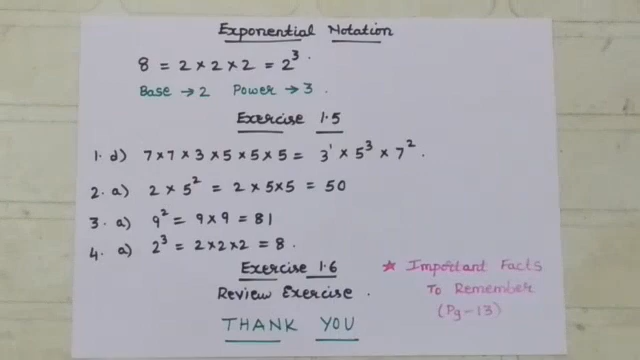 Exponential Notation
8 = 2 × 2 × 2 = 2³.
Base → 2 Power → 3.
Exercise 1.5
1. d) 7 × 7 × 3 × 5 × 5 × 5 = 3¹ × 5³ × 7².
2. a) 2 × 5² = 2 × 5 × 5 = 50
3. a) 9² = 9 × 9 = 81
4. a) 2³ = 2 × 2 × 2 = 8.
Exercise 1.6
Review Exercise.
★ Important Facts
To Remember
(Pg-13)
THANK YOU